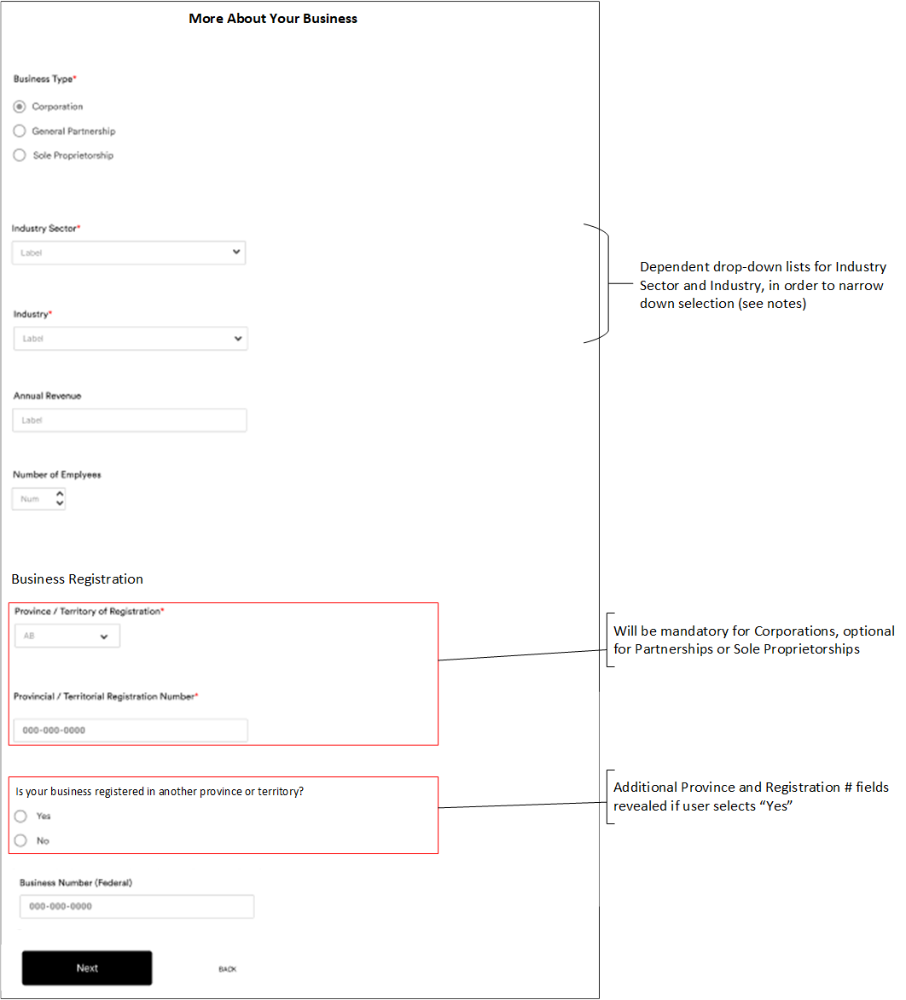 More About Your Business
Business Type*
Corporation
General Partnership
Sole Proprietorship
Industry Sector*
Label
Dependent drop-down lists for Industry
Sector and Industry, in order to narrow
down selection (see notes)
Industry*
Label
Annual Revenue
Label
Number of Emplyees
Num
Business Registration
Province / Territory of Registration*
AB
Will be mandatory for Corporations, optional
for Partnerships or Sole Proprietorships
Provincial / Territorial Registration Number*
000-000-0000
Is your business registered in another province or territory?
Yes
No
Additional Province and Registration # fields
revealed if user selects “Yes”
Business Number (Federal)
000-000-0000
Next
BACK